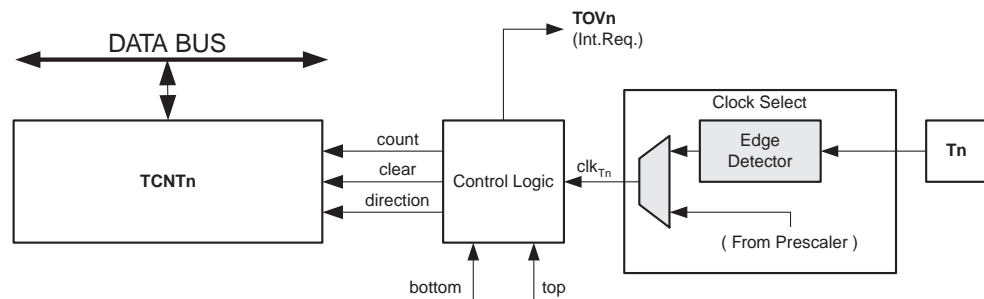 TOVn
(Int.Req.)
DATA BUS
Clock Select
count
Edge
Detector
Tn
TCNTn
clear
Control Logic
clkTn
direction
( From Prescaler )
bottom
top